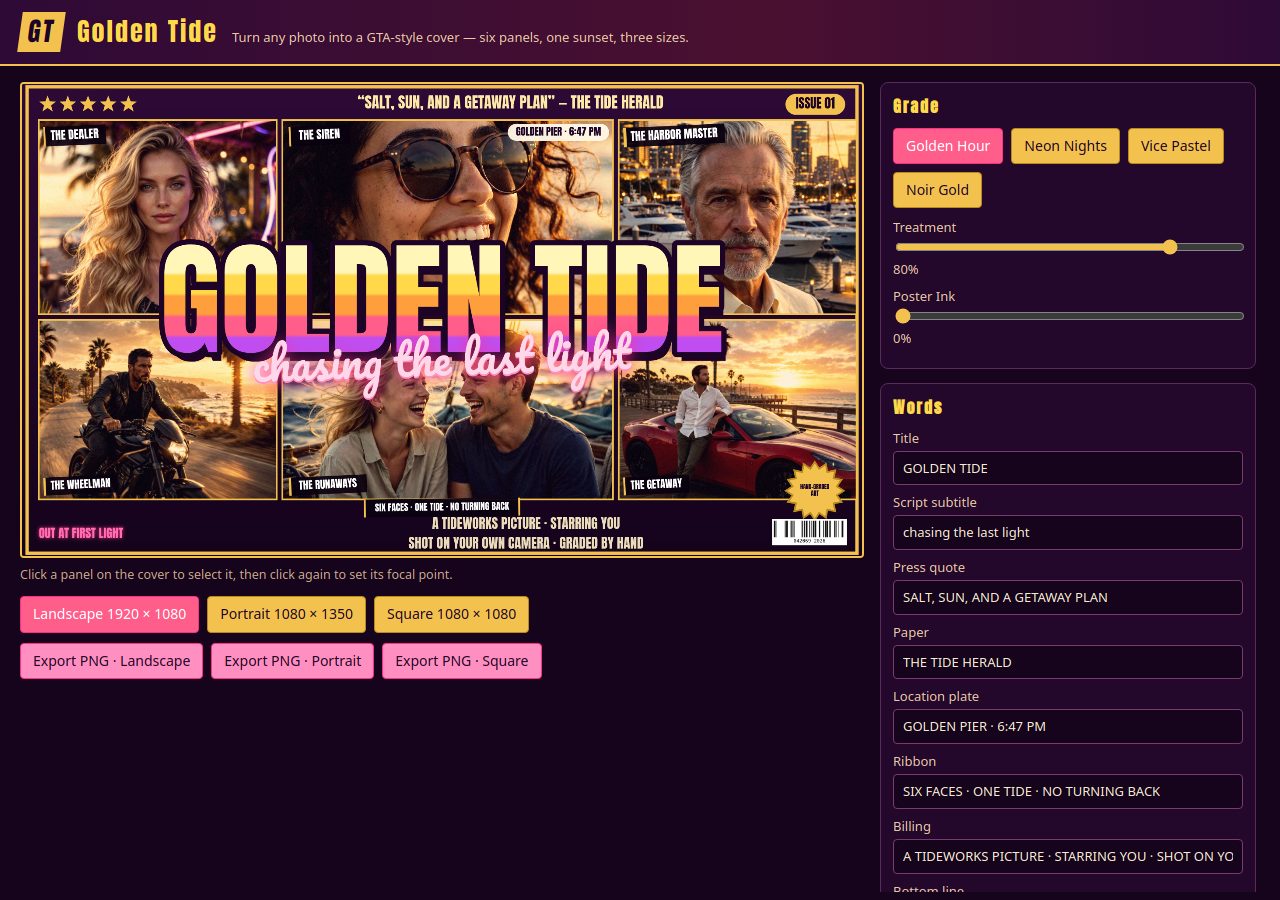 GT
Golden Tide
Turn any photo into a GTA-style cover — six panels, one sunset, three sizes.
“SALT, SUN, AND A GETAWAY PLAN” – THE TIDE HERALD
ISSUE 01
THE DEALER
THE SIREN
GOLDEN PIER · 6:47 PM
THE HARBOR MASTER
GOLDEN TIDE
chasing the last light
THE WHEELMAN
THE RUNAWAYS
THE GETAWAY
HAND-GRADED
ART
SIX FACES · ONE TIDE · NO TURNING BACK
OUT AT FIRST LIGHT
A TIDEWORKS PICTURE · STARRING YOU
SHOT ON YOUR OWN CAMERA · GRADED BY HAND
042069 2026
Click a panel on the cover to select it, then click again to set its focal point.
Landscape 1920 × 1080
Portrait 1080 × 1350
Square 1080 × 1080
Export PNG · Landscape
Export PNG · Portrait
Export PNG · Square
Grade
Golden Hour
Neon Nights
Vice Pastel
Noir Gold
Treatment
80%
Poster Ink
0%
Words
Title
GOLDEN TIDE
Script subtitle
chasing the last light
Press quote
SALT, SUN, AND A GETAWAY PLAN
Paper
THE TIDE HERALD
Location plate
GOLDEN PIER · 6:47 PM
Ribbon
SIX FACES · ONE TIDE · NO TURNING BACK
Billing
A TIDEWORKS PICTURE · STARRING YOU · SHOT ON YO
Bottom line